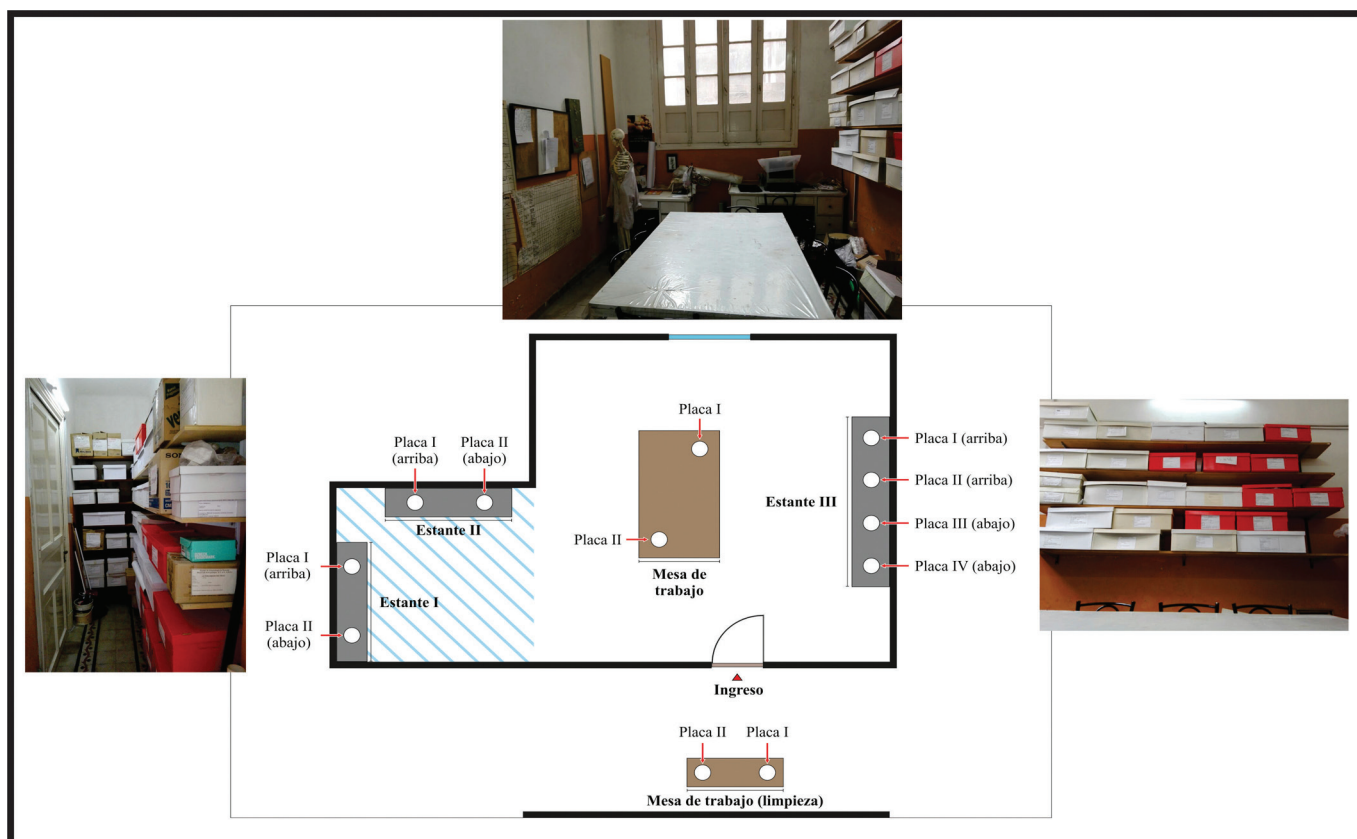 Placa I
Placa I
(arriba)
Placa II
(abajo)
Placa I (arriba)
Placa II (arriba)
Estante III
Placa III (abajo)
Placa IV (abajo)
Estante II
Placa II
Placa I
(arriba)
Mesa de
trabajo
Estante I
Placa II
(abajo)
Ingreso
Placa II
Placa I
Mesa de trabajo (limpieza)